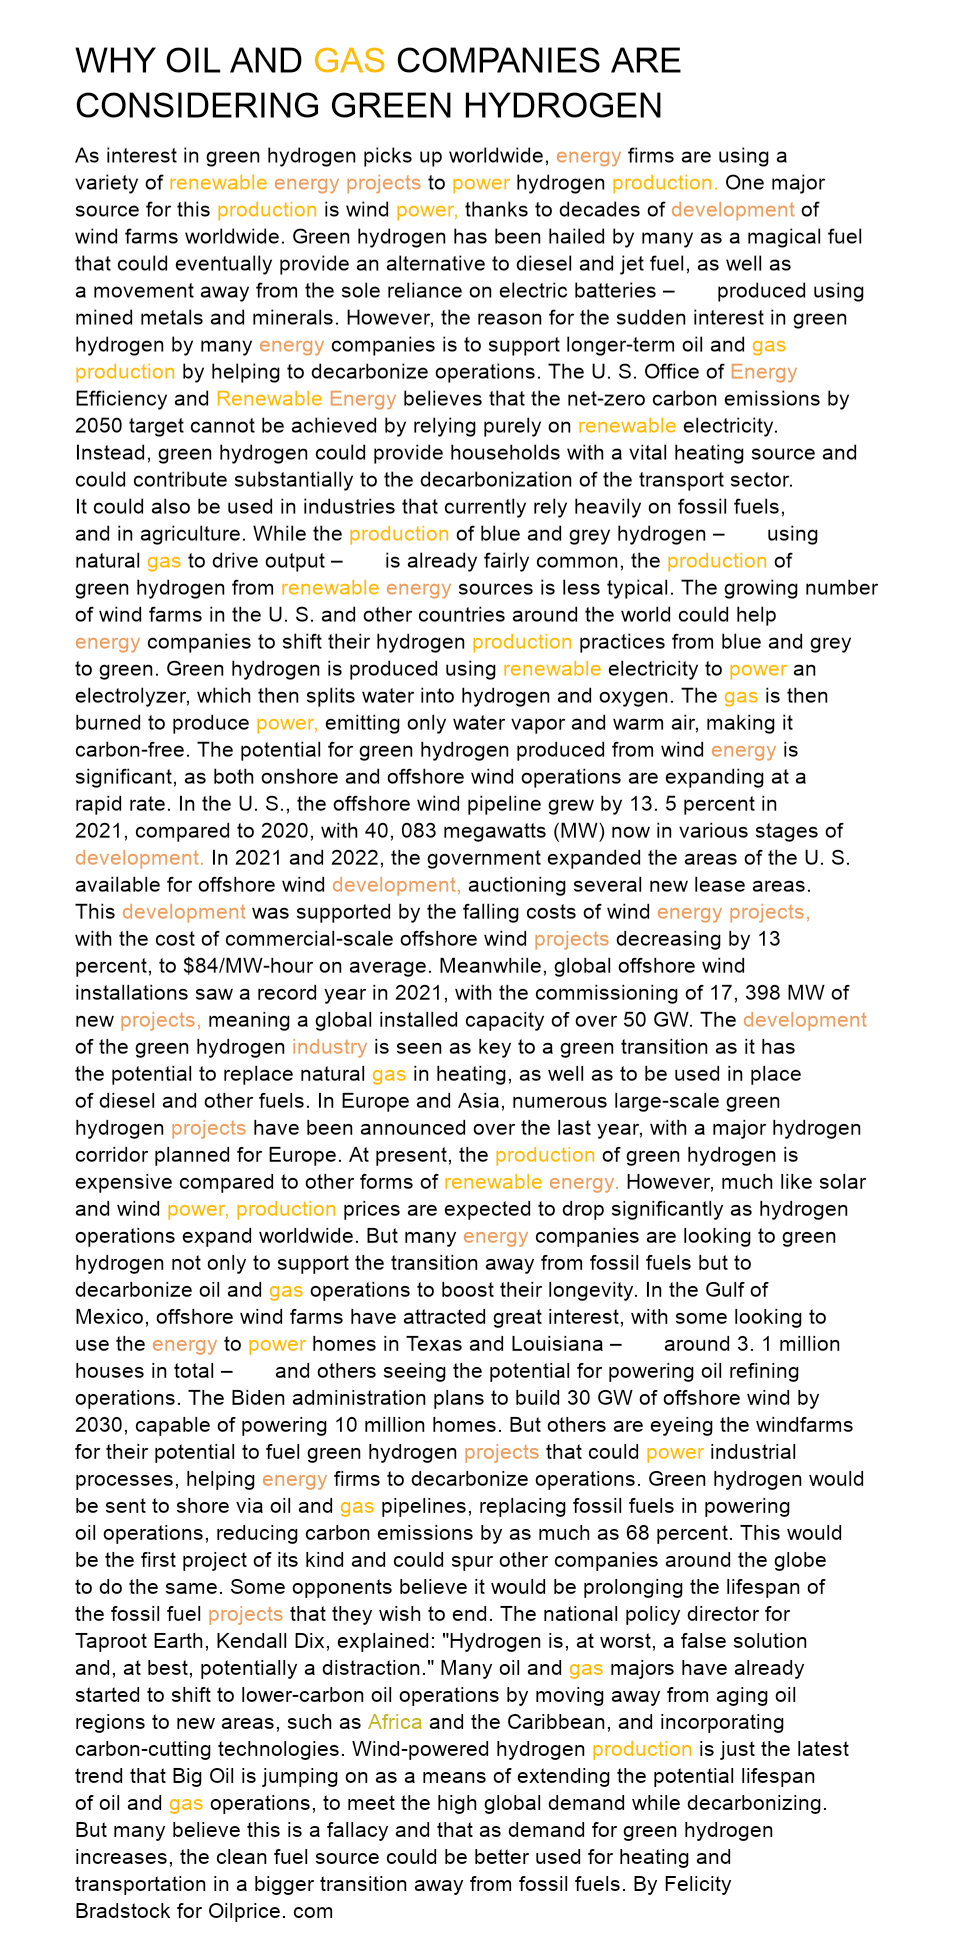 WHY OIL AND GAS COMPANIES ARE
CONSIDERING GREEN HYDROGEN
As interest in green hydrogen picks up worldwide, energy firms are using a
variety of renewable energy projects to power hydrogen production. One major
source for this production is wind power, thanks to decades of development of
wind farms worldwide. Green hydrogen has been hailed by many as a magical fuel
that could eventually provide an alternative to diesel and jet fuel, as well as
a movement away from the sole reliance on electric batteries – produced using
mined metals and minerals. However, the reason for the sudden interest in green
hydrogen by many energy companies is to support longer-term oil and gas
production by helping to decarbonize operations. The U. S. Office of Energy
Efficiency and Renewable Energy believes that the net-zero carbon emissions by
2050 target cannot be achieved by relying purely on renewable electricity.
Instead, green hydrogen could provide households with a vital heating source and
could contribute substantially to the decarbonization of the transport sector.
It could also be used in industries that currently rely heavily on fossil fuels,
and in agriculture. While the production of blue and grey hydrogen – using
natural gas to drive output – is already fairly common, the production of
green hydrogen from renewable energy sources is less typical. The growing number
of wind farms in the U. S. and other countries around the world could help
energy companies to shift their hydrogen production practices from blue and grey
to green. Green hydrogen is produced using renewable electricity to power an
electrolyzer, which then splits water into hydrogen and oxygen. The gas is then
burned to produce power, emitting only water vapor and warm air, making it
carbon-free. The potential for green hydrogen produced from wind energy is
significant, as both onshore and offshore wind operations are expanding at a
rapid rate. In the U. S., the offshore wind pipeline grew by 13. 5 percent in
2021, compared to 2020, with 40, 083 megawatts (MW) now in various stages of
development. In 2021 and 2022, the government expanded the areas of the U. S.
available for offshore wind development, auctioning several new lease areas.
This development was supported by the falling costs of wind energy projects,
with the cost of commercial-scale offshore wind projects decreasing by 13
percent, to $84/MW-hour on average. Meanwhile, global offshore wind
installations saw a record year in 2021, with the commissioning of 17, 398 MW of
new projects, meaning a global installed capacity of over 50 GW. The development
of the green hydrogen industry is seen as key to a green transition as it has
the potential to replace natural gas in heating, as well as to be used in place
of diesel and other fuels. In Europe and Asia, numerous large-scale green
hydrogen projects have been announced over the last year, with a major hydrogen
corridor planned for Europe. At present, the production of green hydrogen is
expensive compared to other forms of renewable energy. However, much like solar
and wind power, production prices are expected to drop significantly as hydrogen
operations expand worldwide. But many energy companies are looking to green
hydrogen not only to support the transition away from fossil fuels but to
decarbonize oil and gas operations to boost their longevity. In the Gulf of
Mexico, offshore wind farms have attracted great interest, with some looking to
use the energy to power homes in Texas and Louisiana – around 3. 1 million
houses in total – and others seeing the potential for powering oil refining
operations. The Biden administration plans to build 30 GW of offshore wind by
2030, capable of powering 10 million homes. But others are eyeing the windfarms
for their potential to fuel green hydrogen projects that could power industrial
processes, helping energy firms to decarbonize operations. Green hydrogen would
be sent to shore via oil and gas pipelines, replacing fossil fuels in powering
oil operations, reducing carbon emissions by as much as 68 percent. This would
be the first project of its kind and could spur other companies around the globe
to do the same. Some opponents believe it would be prolonging the lifespan of
the fossil fuel projects that they wish to end. The national policy director for
Taproot Earth, Kendall Dix, explained: "Hydrogen is, at worst, a false solution
and, at best, potentially a distraction." Many oil and gas majors have already
started to shift to lower-carbon oil operations by moving away from aging oil
regions to new areas, such as Africa and the Caribbean, and incorporating
carbon-cutting technologies. Wind-powered hydrogen production is just the latest
trend that Big Oil is jumping on as a means of extending the potential lifespan
of oil and gas operations, to meet the high global demand while decarbonizing.
But many believe this is a fallacy and that as demand for green hydrogen
increases, the clean fuel source could be better used for heating and
transportation in a bigger transition away from fossil fuels. By Felicity
Bradstock for Oilprice. com